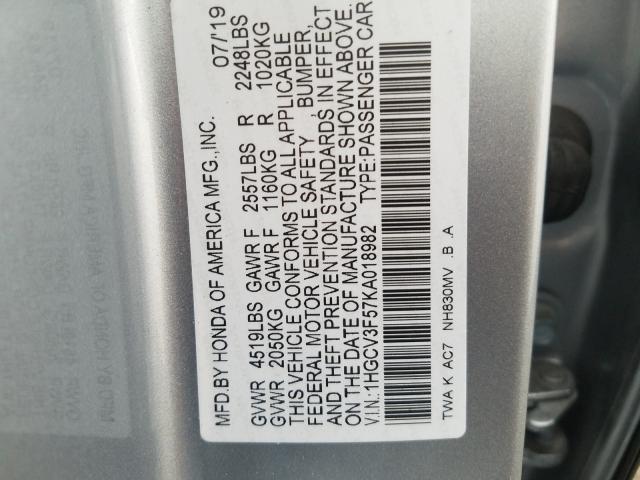 MFD.BY HONDA OF AMERICA MFG.,INC. 07/'19
GVWR 4519LBS GAWR F 2557LBS R 2248LBS
GVWR 2050KG GAWR F 1160KG R 1020KG
THIS VEHICLE CONFORMS TO ALL APPLICABLE
FEDERAL MOTOR VEHICLE SAFETY , BUMPER,
AND THEFT PREVENTION STANDARDS IN EFFECT
ON THE DATE OF MANUFACTURE SHOWN ABOVE.
V.I.N.:1HGCV3F57KA018982 TYPE:PASSENGER CAR
TWA K AC7 NH830MV .B .A